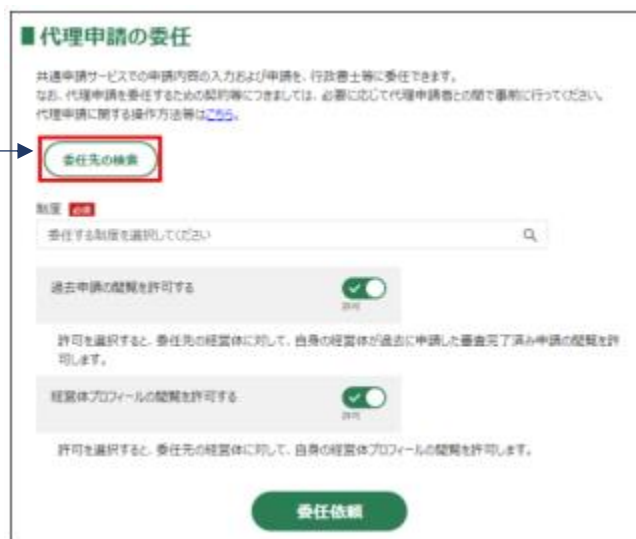 代理申請の委任
共通申請サービスでの申請内容の入力および申請を、行政書士等に委任できます。
なお、代理申請を委任するための契約等につきましては、必要に応じて代理申請者との間で事前に行ってください。
代理申請に関する操作方法等はこちら。
委任先の検索
制度 必須
委任する制度を選択してください
過去申請の閲覧を許可する
許可
許可を選択すると、委任先の経営体に対して、自身の経営体が過去に申請した審査完了済み申請の閲覧を許
可します。
経営体プロフィールの閲覧を許可する
許可
許可を選択すると、委任先の経営体に対して、自身の経営体プロフィールの閲覧を許可します。
委任依頼